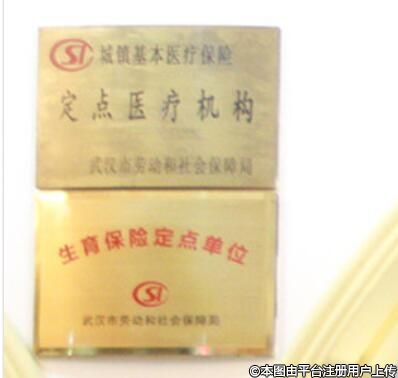 SI 城镇基本医疗保险
定点医疗机构
武汉市劳动和社会保障局
生育保险定点单位
SI
武汉市劳动和社会保障局
©本图由平台注册用户上传